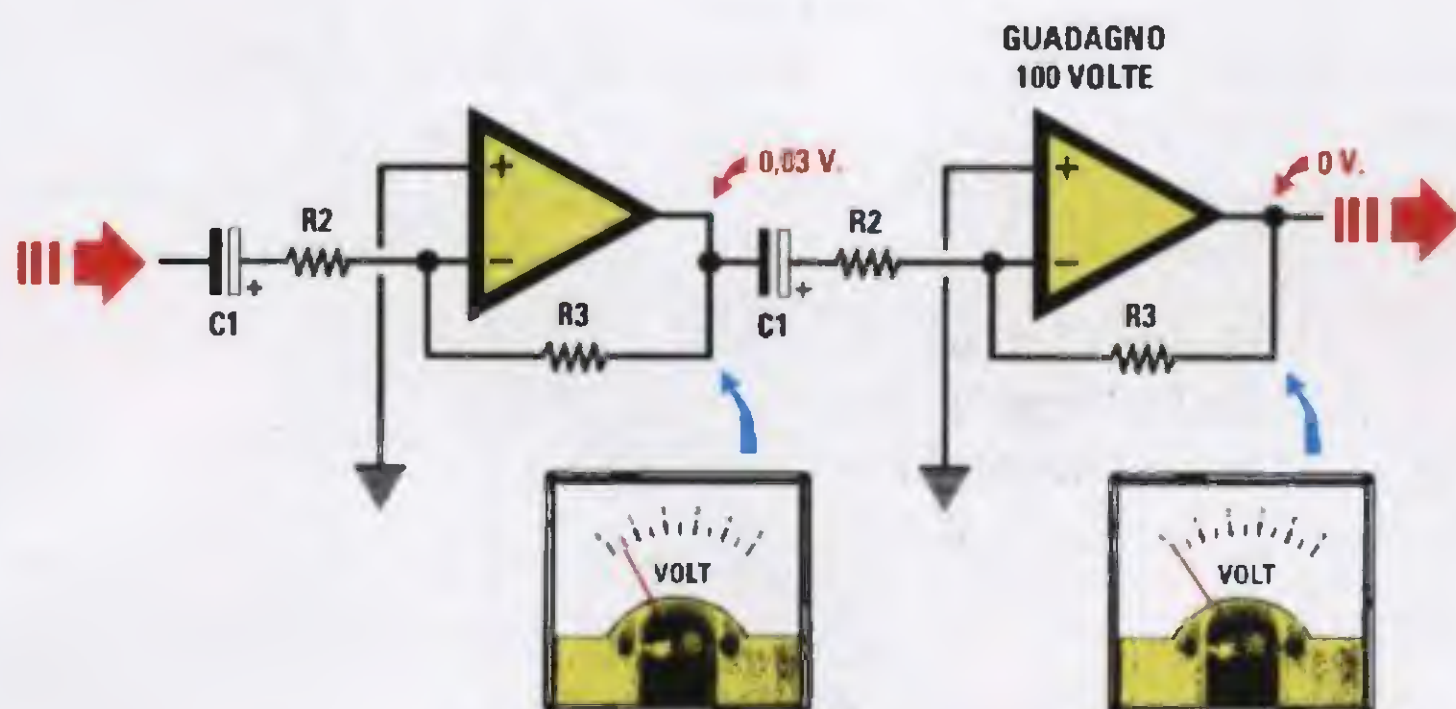 GUADAGNO
100 VOLTE
+
0,03 V.
+
0 V.
R2
R2
−
−
+
+
C1
R3
C1
R3
VOLT
VOLT